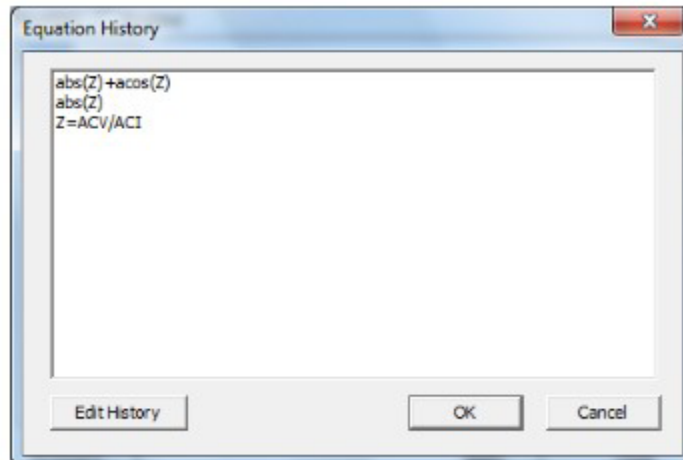 Equation History
abs(Z)+acos(Z)
abs(Z)
Z=ACV/ACI
Edit History
OK
Cancel